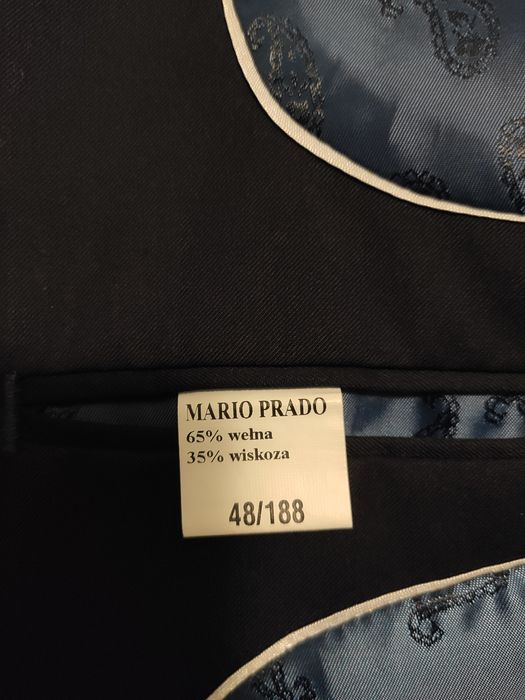 MARIO PRADO
65% wełna
35% wiskoza
48/188